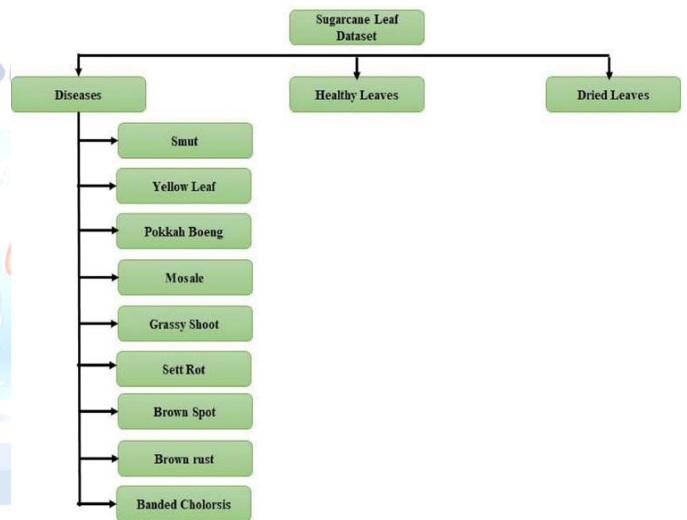 Sugarcane Leaf
Dataset
Diseases
Healthy Leaves
Dried Leaves
Smut
Yellow Leaf
Pokkah Boeng
Mosale
Grassy Shoot
Sett Rot
Brown Spot
Brown rust
Banded Cholorsis